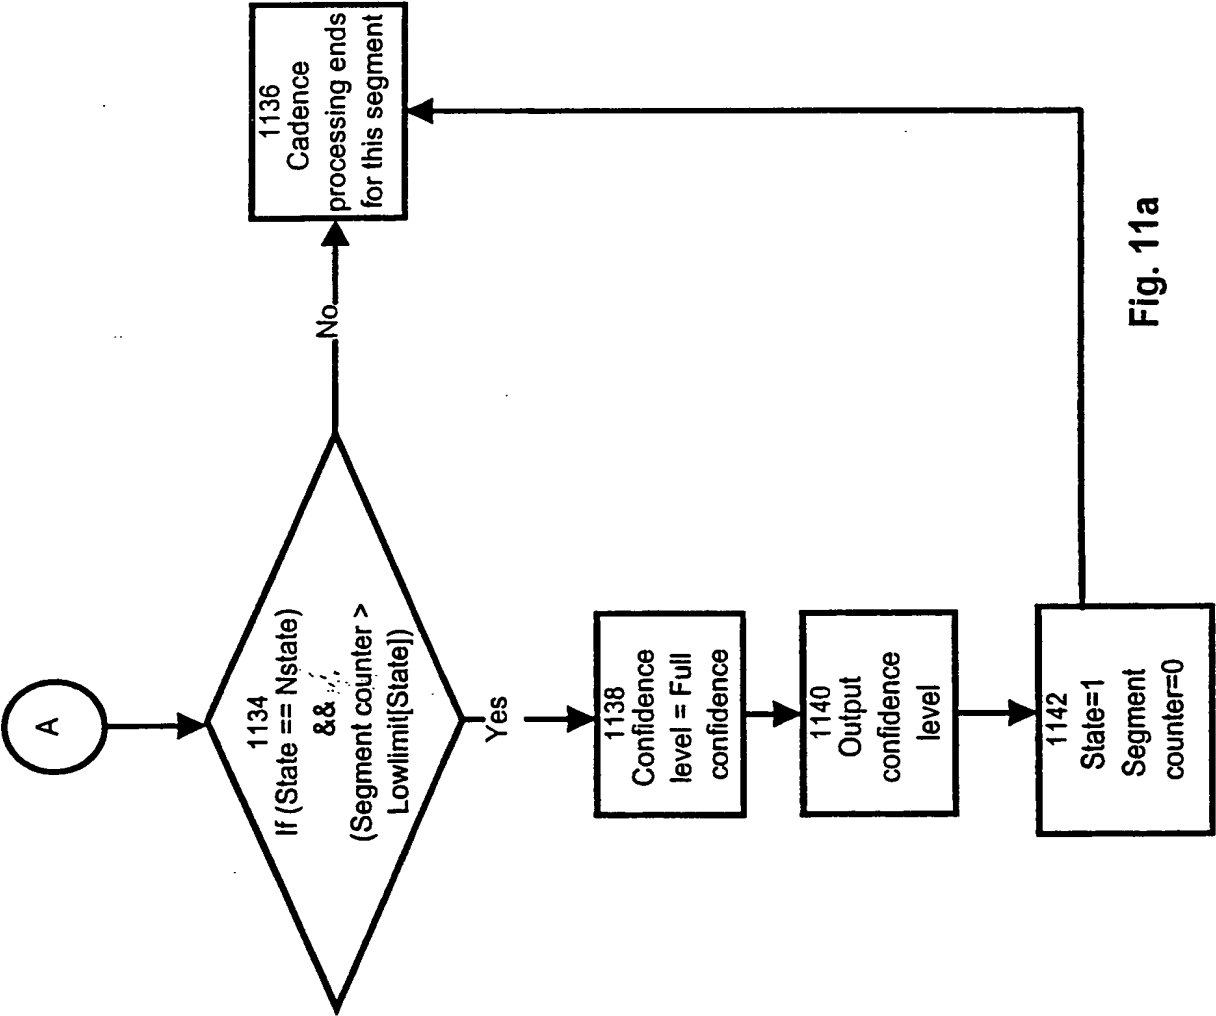 A
1134
If (State == Nstate)
&&
(Segment counter >
Lowlimit[State])
No
1136
Cadence
processing ends
for this segment
Yes
1138
Confidence
level = Full
confidence
1140
Output
confidence
level
1142
State=1
Segment
counter=0
Fig. 11a